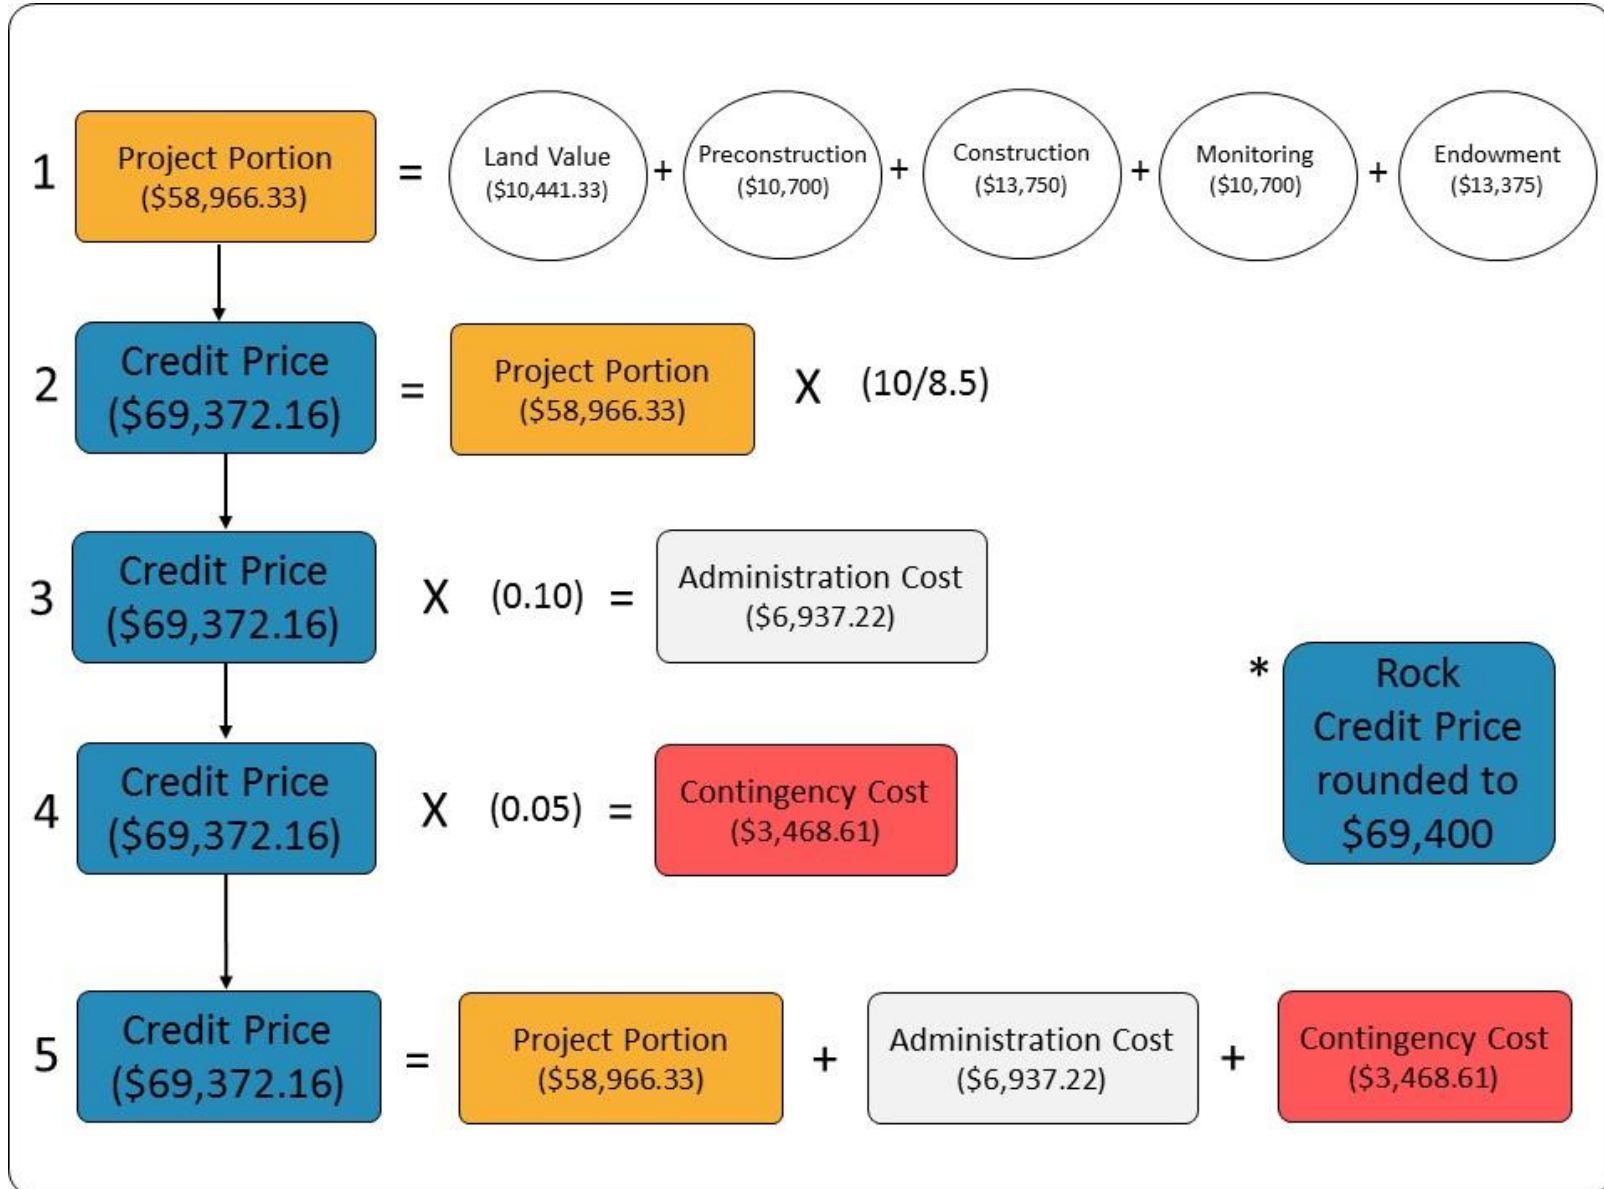 1
Project Portion
($58,966.33)
=
Land Value
($10,441.33)
+
Preconstruction
($10,700)
+
Construction
($13,750)
+
Monitoring
($10,700)
+
Endowment
($13,375)
2
Credit Price
($69,372.16)
=
Project Portion
($58,966.33)
X (10/8.5)
3
Credit Price
($69,372.16)
X (0.10) =
Administration Cost
($6,937.22)
4
Credit Price
($69,372.16)
X (0.05) =
Contingency Cost
($3,468.61)
*
Rock
Credit Price
rounded to
$69,400
5
Credit Price
($69,372.16)
=
Project Portion
($58,966.33)
+
Administration Cost
($6,937.22)
+
Contingency Cost
($3,468.61)